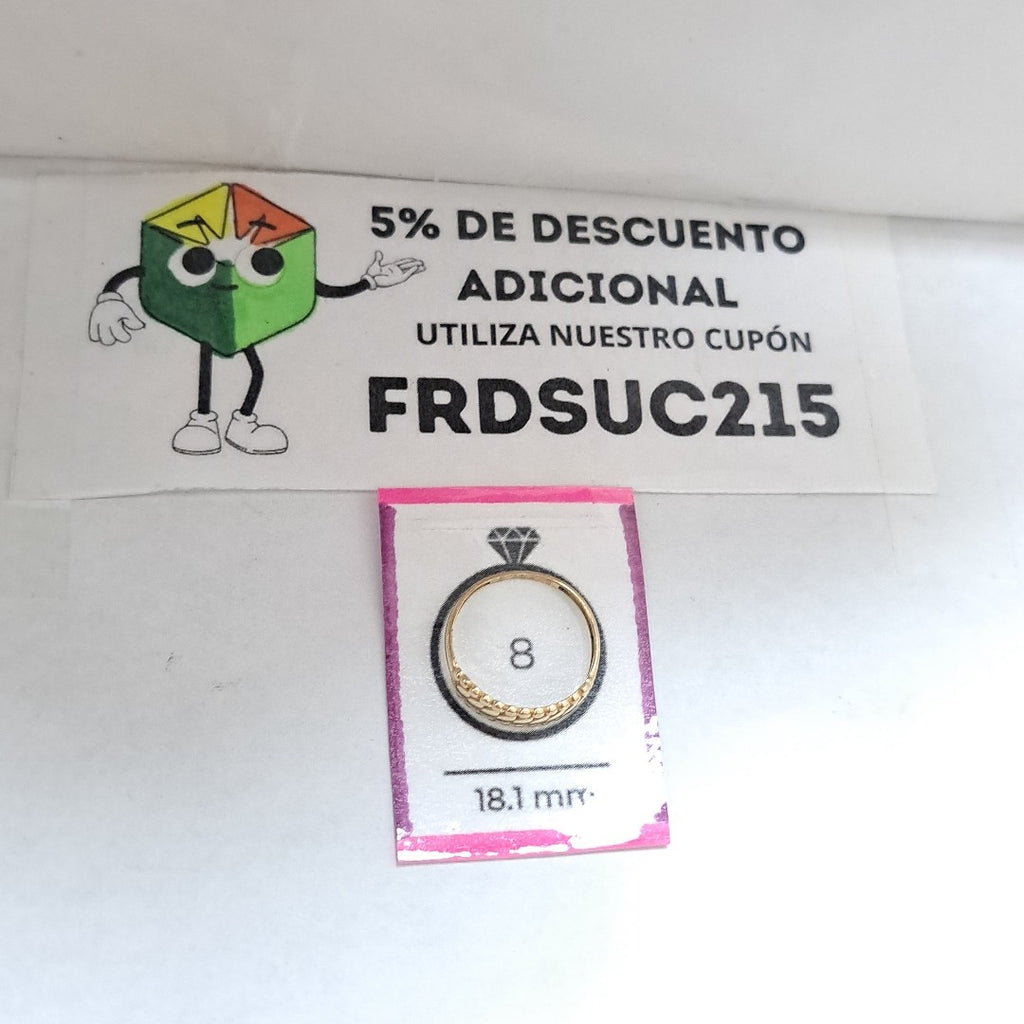 5% DE DESCUENTO
ADICIONAL
UTILIZA NUESTRO CUPÓN
FRDSUC215
8
18.1 mm